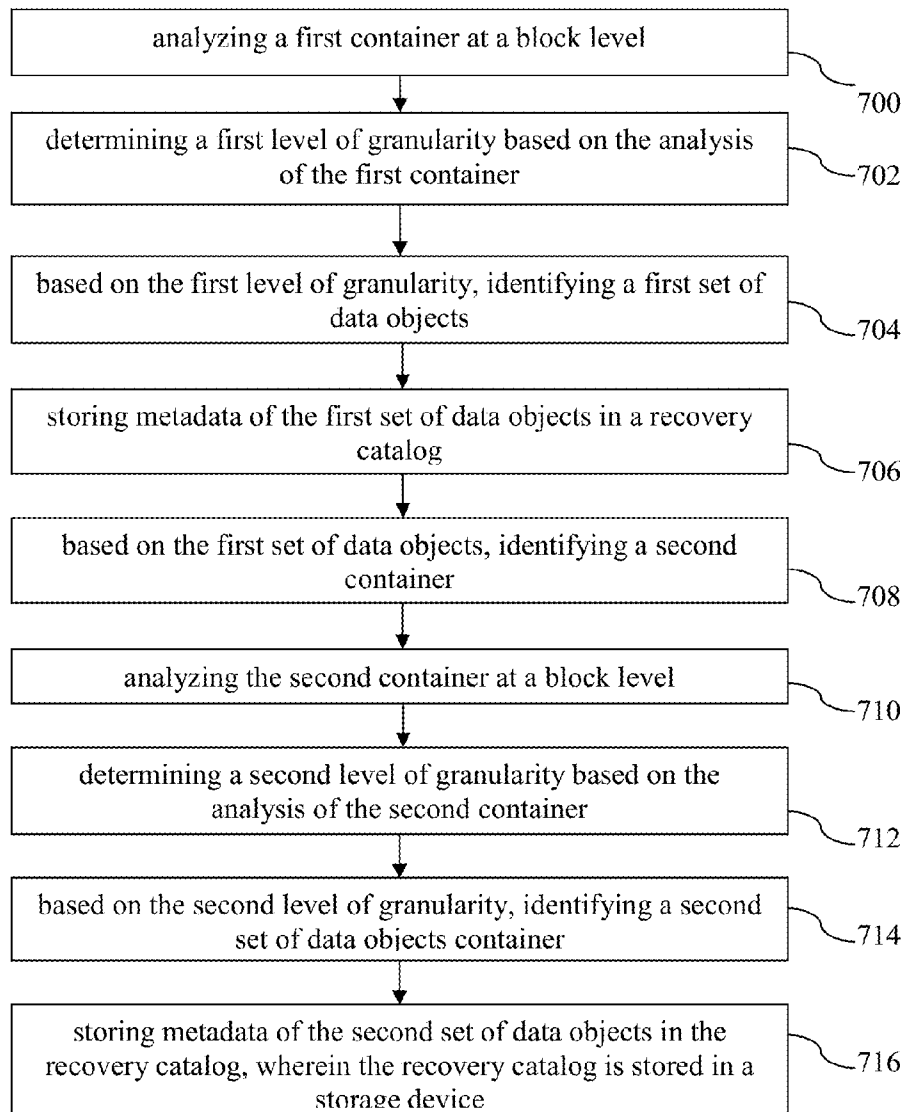 analyzing a first container at a block level
700
determining a first level of granularity based on the analysis
of the first container
702
based on the first level of granularity, identifying a first set of
data objects
704
storing metadata of the first set of data objects in a recovery
catalog
706
based on the first set of data objects, identifying a second
container
708
analyzing the second container at a block level
710
determining a second level of granularity based on the
analysis of the second container
712
based on the second level of granularity, identifying a second
set of data objects container
714
storing metadata of the second set of data objects in the
recovery catalog, wherein the recovery catalog is stored in a
storage device
716